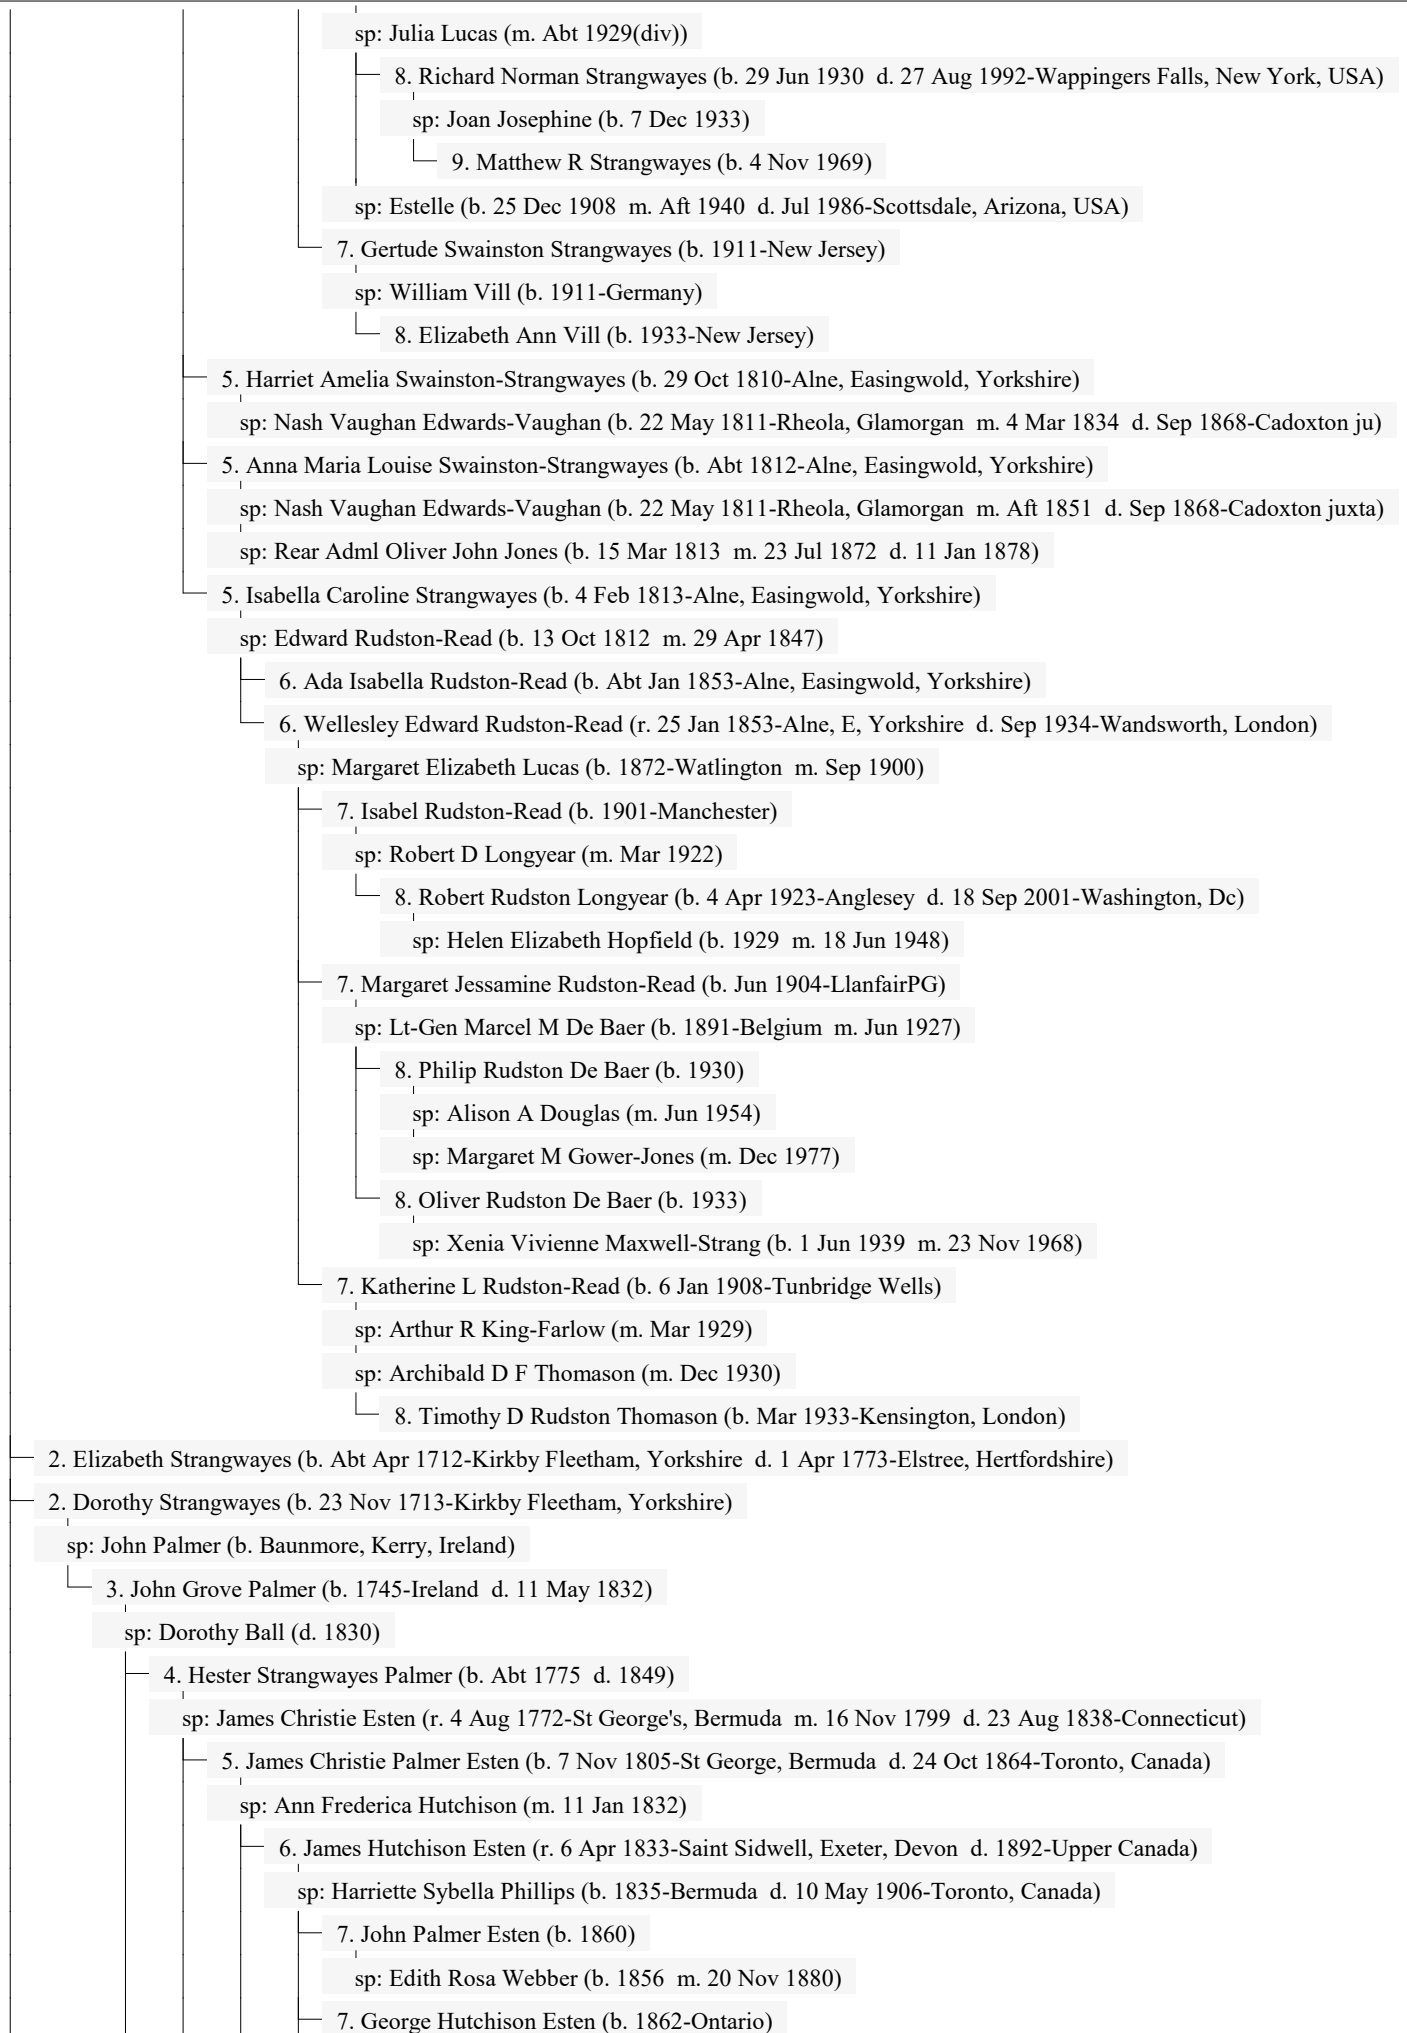 sp: Julia Lucas (m. Abt 1929(div))
8. Richard Norman Strangwayes (b. 29 Jun 1930 d. 27 Aug 1992-Wappingers Falls, New York, USA)
sp: Joan Josephine (b. 7 Dec 1933)
9. Matthew R Strangwayes (b. 4 Nov 1969)
sp: Estelle (b. 25 Dec 1908 m. Aft 1940 d. Jul 1986-Scottsdale, Arizona, USA)
7. Gertude Swainston Strangwayes (b. 1911-New Jersey)
sp: William Vill (b. 1911-Germany)
8. Elizabeth Ann Vill (b. 1933-New Jersey)
5. Harriet Amelia Swainston-Strangwayes (b. 29 Oct 1810-Alne, Easingwold, Yorkshire)
sp: Nash Vaughan Edwards-Vaughan (b. 22 May 1811-Rheola, Glamorgan m. 4 Mar 1834 d. Sep 1868-Cadoxton ju)
5. Anna Maria Louise Swainston-Strangwayes (b. Abt 1812-Alne, Easingwold, Yorkshire)
sp: Nash Vaughan Edwards-Vaughan (b. 22 May 1811-Rheola, Glamorgan m. Aft 1851 d. Sep 1868-Cadoxton juxta)
sp: Rear Adml Oliver John Jones (b. 15 Mar 1813 m. 23 Jul 1872 d. 11 Jan 1878)
5. Isabella Caroline Strangwayes (b. 4 Feb 1813-Alne, Easingwold, Yorkshire)
sp: Edward Rudston-Read (b. 13 Oct 1812 m. 29 Apr 1847)
6. Ada Isabella Rudston-Read (b. Abt Jan 1853-Alne, Easingwold, Yorkshire)
6. Wellesley Edward Rudston-Read (r. 25 Jan 1853-Alne, E, Yorkshire d. Sep 1934-Wandsworth, London)
sp: Margaret Elizabeth Lucas (b. 1872-Watlington m. Sep 1900)
7. Isabel Rudston-Read (b. 1901-Manchester)
sp: Robert D Longyear (m. Mar 1922)
8. Robert Rudston Longyear (b. 4 Apr 1923-Anglesey d. 18 Sep 2001-Washington, Dc)
sp: Helen Elizabeth Hopfield (b. 1929 m. 18 Jun 1948)
7. Margaret Jessamine Rudston-Read (b. Jun 1904-LlanfairPG)
sp: Lt-Gen Marcel M De Baer (b. 1891-Belgium m. Jun 1927)
8. Philip Rudston De Baer (b. 1930)
sp: Alison A Douglas (m. Jun 1954)
sp: Margaret M Gower-Jones (m. Dec 1977)
8. Oliver Rudston De Baer (b. 1933)
sp: Xenia Vivienne Maxwell-Strang (b. 1 Jun 1939 m. 23 Nov 1968)
7. Katherine L Rudston-Read (b. 6 Jan 1908-Tunbridge Wells)
sp: Arthur R King-Farlow (m. Mar 1929)
sp: Archibald D F Thomason (m. Dec 1930)
8. Timothy D Rudston Thomason (b. Mar 1933-Kensington, London)
2. Elizabeth Strangwayes (b. Abt Apr 1712-Kirkby Fleetham, Yorkshire d. 1 Apr 1773-Elstree, Hertfordshire)
2. Dorothy Strangwayes (b. 23 Nov 1713-Kirkby Fleetham, Yorkshire)
sp: John Palmer (b. Baunmore, Kerry, Ireland)
3. John Grove Palmer (b. 1745-Ireland d. 11 May 1832)
sp: Dorothy Ball (d. 1830)
4. Hester Strangwayes Palmer (b. Abt 1775 d. 1849)
sp: James Christie Esten (r. 4 Aug 1772-St George's, Bermuda m. 16 Nov 1799 d. 23 Aug 1838-Connecticut)
5. James Christie Palmer Esten (b. 7 Nov 1805-St George, Bermuda d. 24 Oct 1864-Toronto, Canada)
sp: Ann Frederica Hutchison (m. 11 Jan 1832)
6. James Hutchison Esten (r. 6 Apr 1833-Saint Sidwell, Exeter, Devon d. 1892-Upper Canada)
sp: Harriette Sybella Phillips (b. 1835-Bermuda d. 10 May 1906-Toronto, Canada)
7. John Palmer Esten (b. 1860)
sp: Edith Rosa Webber (b. 1856 m. 20 Nov 1880)
7. George Hutchison Esten (b. 1862-Ontario)